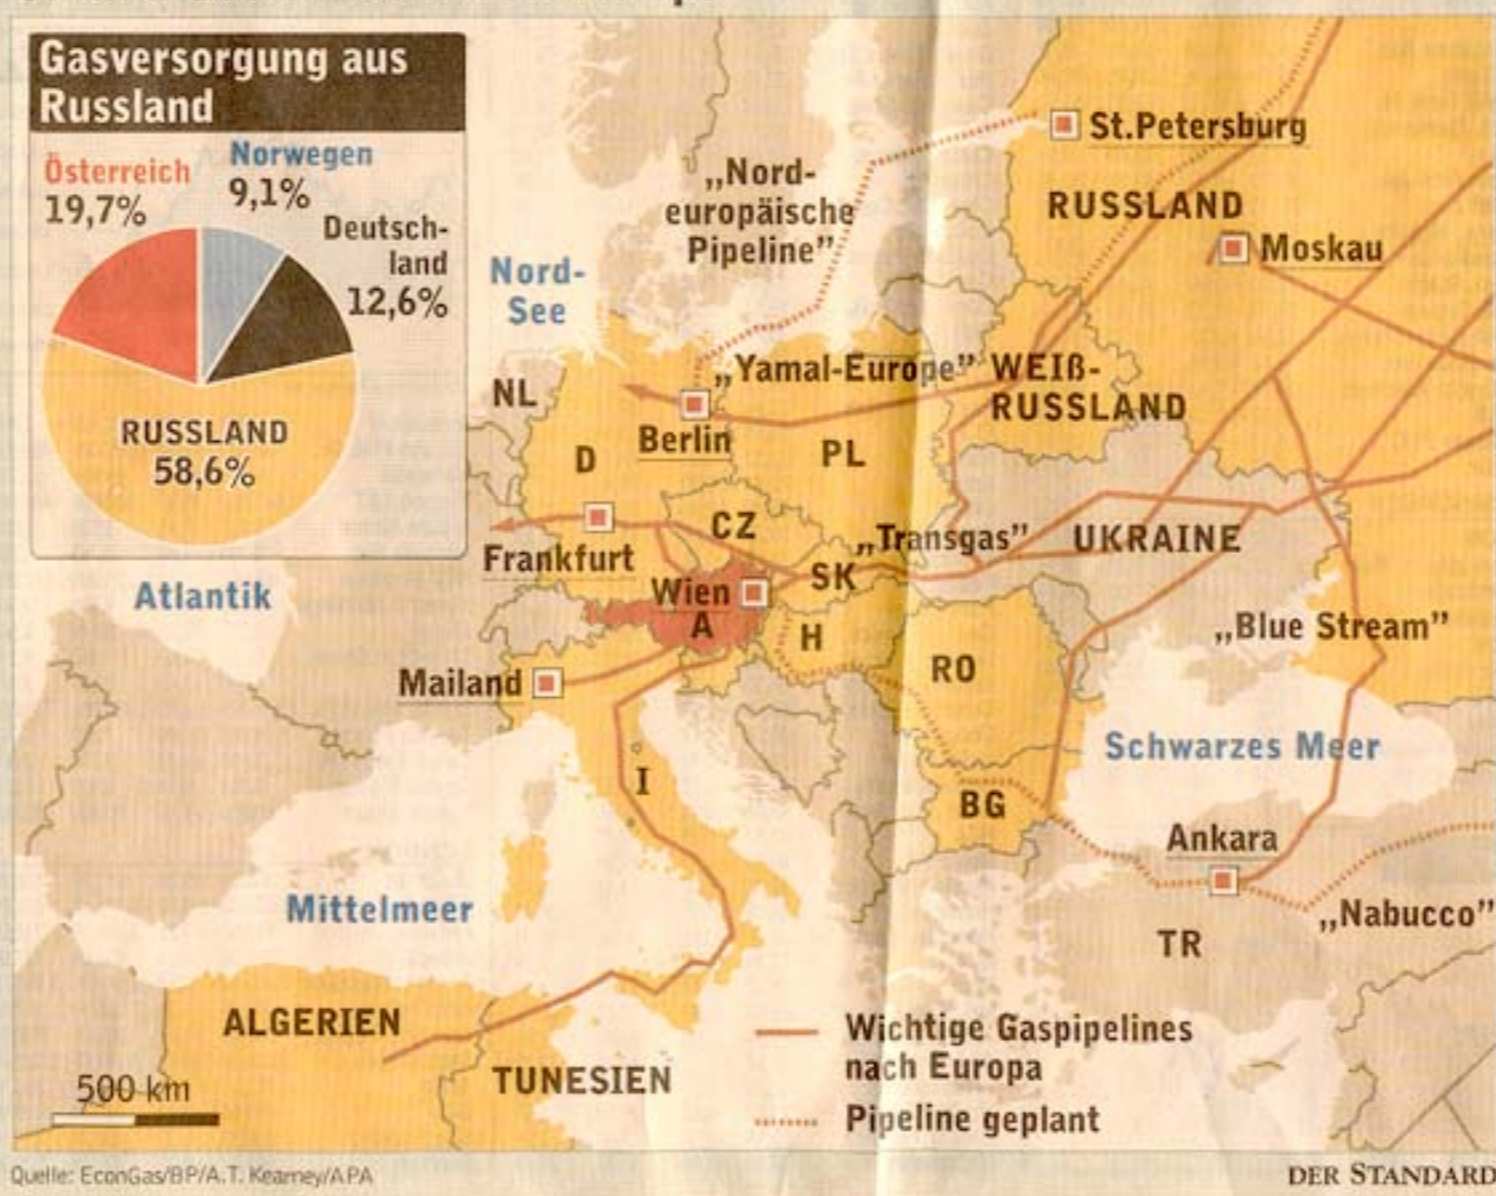 Gasversorgung aus
Russland
Österreich
19,7%
Norwegen
9,1%
Deutsch-
land
12,6%
RUSSLAND
58,6%
St.Petersburg
„Nord-
europäische
Pipeline”
RUSSLAND
Moskau
Nord-
See
„Yamal-Europe”
WEIß-
RUSSLAND
NL
Berlin
D
PL
CZ
„Transgas”
UKRAINE
Frankfurt
SK
Wien
A
Atlantik
H
„Blue Stream”
RO
Mailand
Schwarzes Meer
I
BG
Ankara
Mittelmeer
„Nabucco”
TR
ALGERIEN
TUNESIEN
Wichtige Gaspipelines
nach Europa
Pipeline geplant
500 km
Quelle: EconGas/BP/A.T. Kearney/APA
DER STANDARD